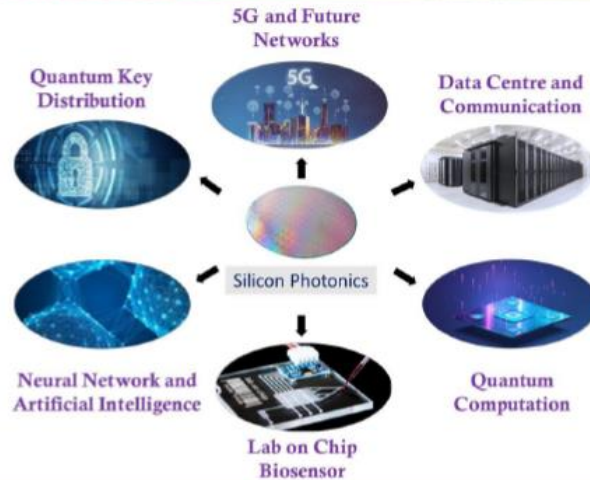 5G and Future
Networks
5G
Quantum Key
Distribution
Data Centre and
Communication
Silicon Photonics
Neural Network and
Artificial Intelligence
Quantum
Computation
Lab on Chip
Biosensor